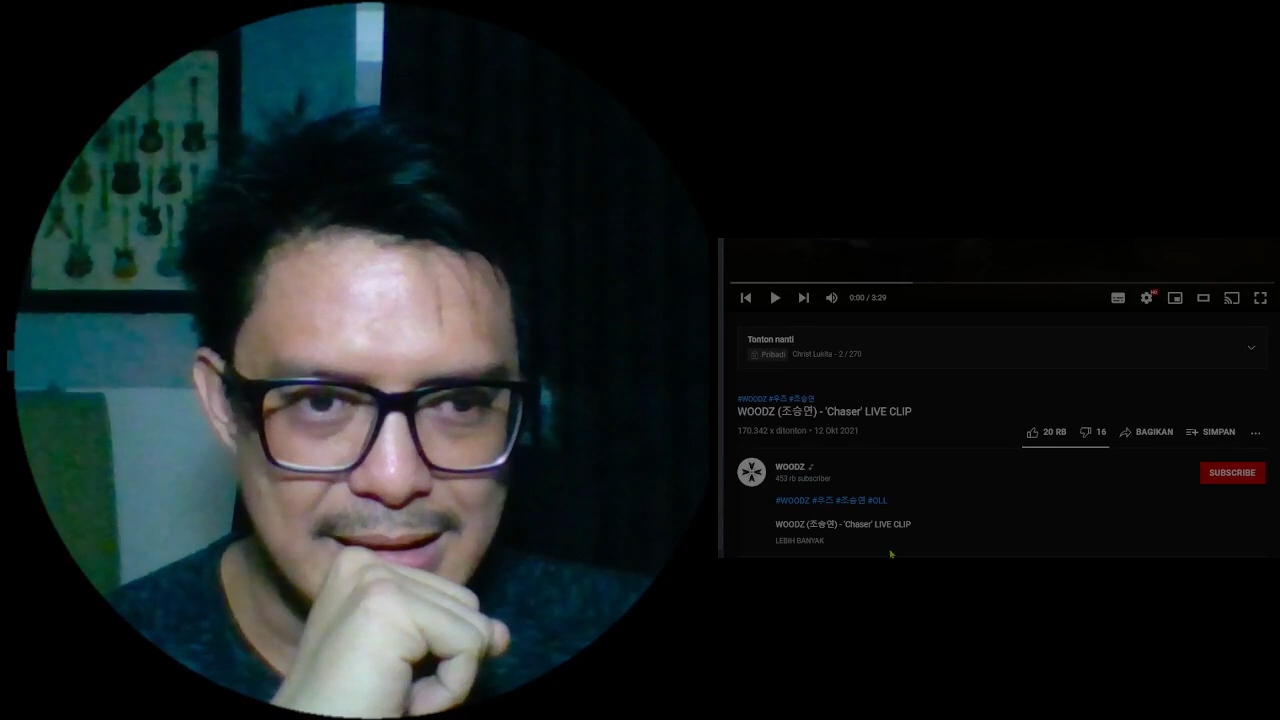 0:00 / 3:29
Tonton nanti
Pribadi Christ Lukita - 2 / 270
#WOODZ #우즈 #조승연
WOODZ (조승연) - 'Chaser' LIVE CLIP
170.342 x ditonton • 12 Okt 2021
20 RB 16 BAGIKAN SIMPAN
WOODZ
453 rb subscriber
SUBSCRIBE
#WOODZ #우즈 #조승연 #OLL
WOODZ (조승연) - 'Chaser' LIVE CLIP
LEBIH BANYAK